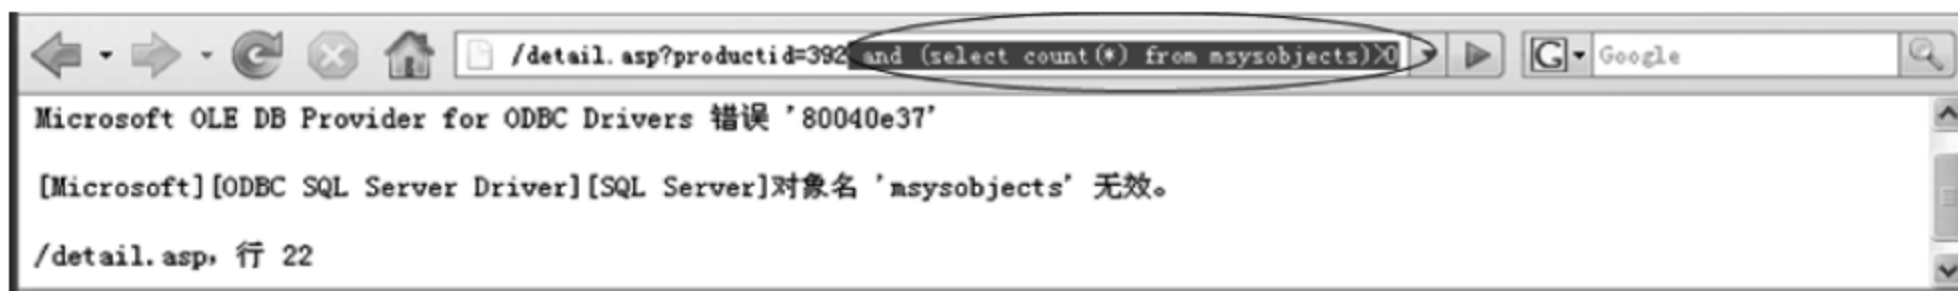 /detail.asp?productid=392 and (select count(*) from msysobjects)>0
Google
Microsoft OLE DB Provider for ODBC Drivers 错误 '80040e37'
[Microsoft][ODBC SQL Server Driver][SQL Server]对象名 'msysobjects' 无效。
/detail.asp，行 22